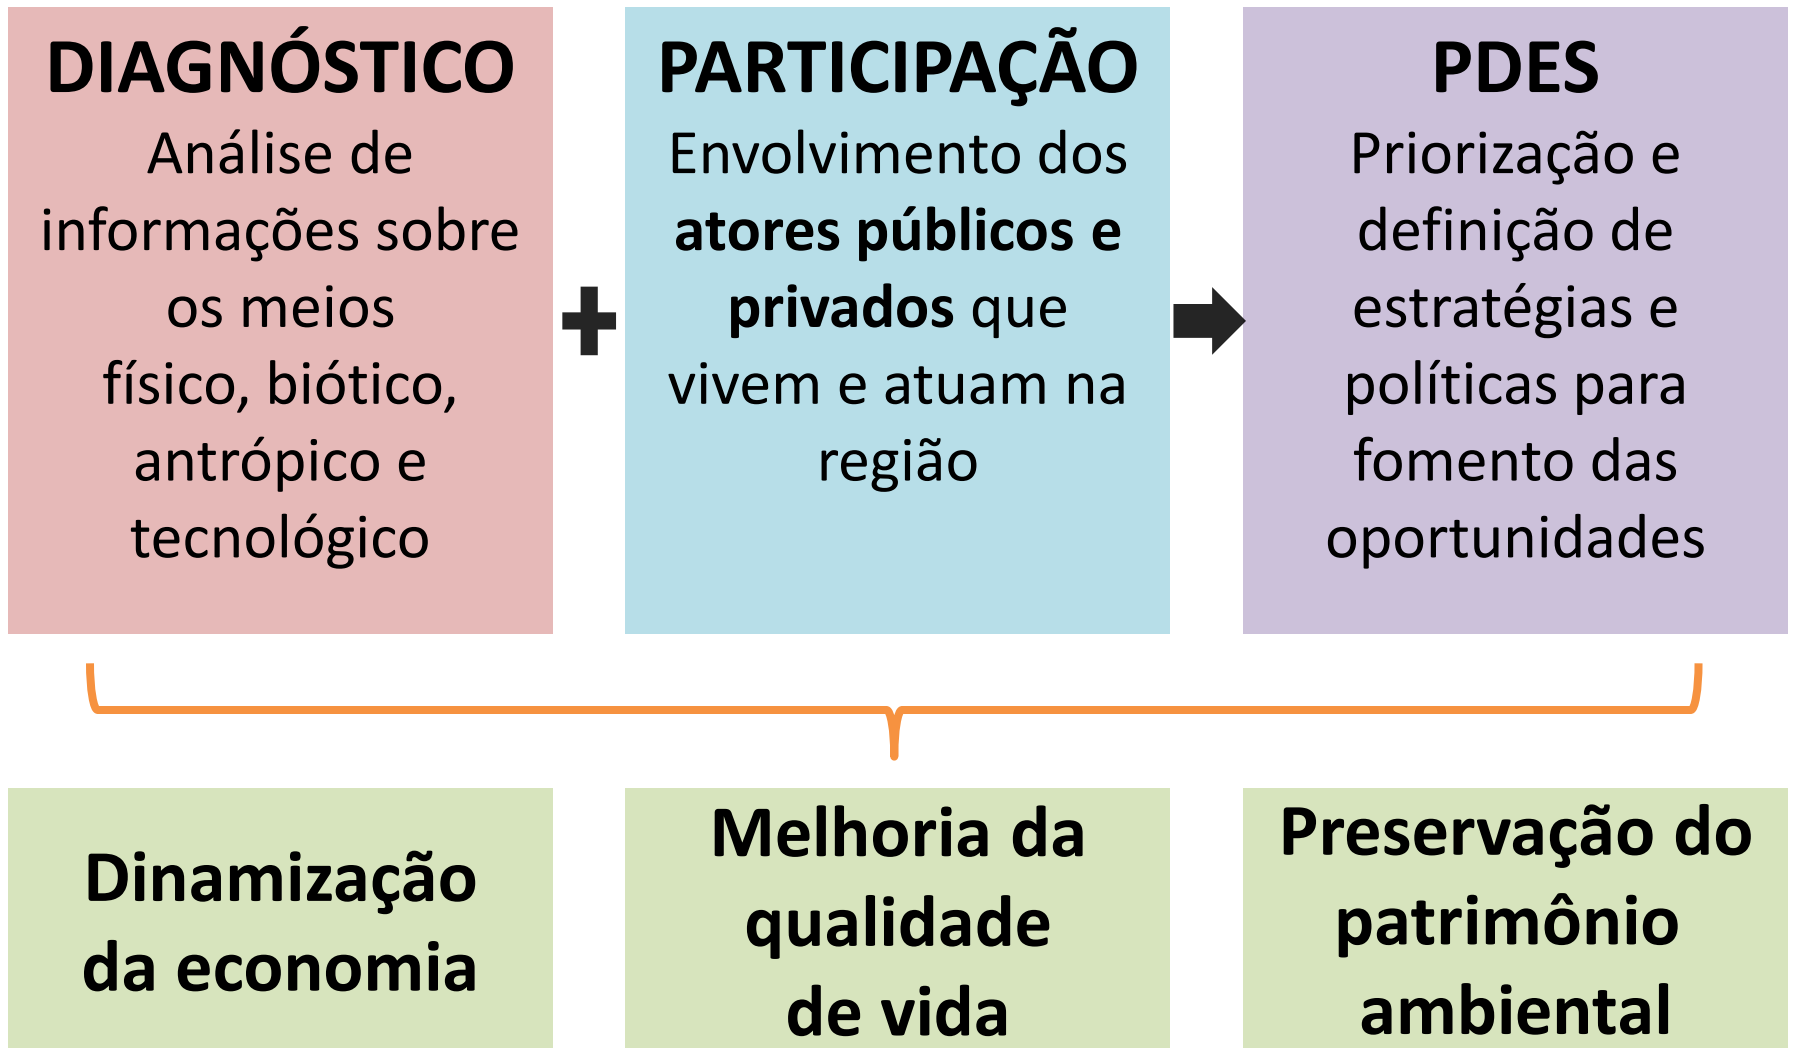 DIAGNÓSTICO
Análise de
informações sobre
os meios
físico, biótico,
antrópico e
tecnológico
PARTICIPAÇÃO
Envolvimento dos
atores públicos e
privados que
vivem e atuam na
região
PDES
Priorização e
definição de
estratégias e
políticas para
fomento das
oportunidades
Dinamização
da economia
Melhoria da
qualidade
de vida
Preservação do
patrimônio
ambiental